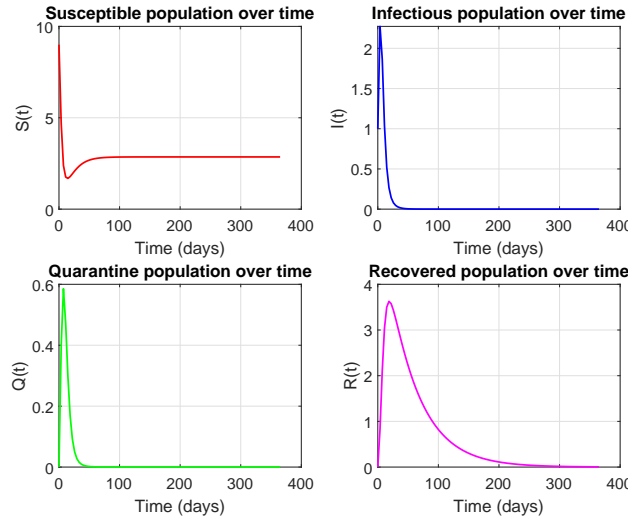 Susceptible population over time
10
5
0
S(t)
0 100 200 300 400
Time (days)
Infectious population over time
2
1.5
1
0.5
0
I(t)
0 100 200 300 400
Time (days)
Quarantine population over time
0.6
0.4
0.2
0
Q(t)
0 100 200 300 400
Time (days)
Recovered population over time
4
3
2
1
0
R(t)
0 100 200 300 400
Time (days)